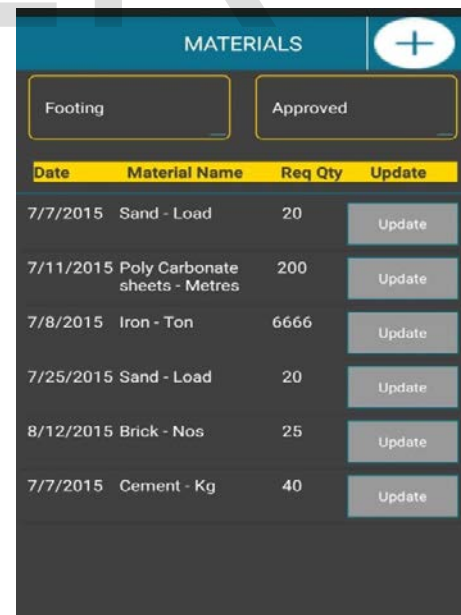 MATERIALS
Footing Approved
Date Material Name Req Qty Update
7/7/2015 Sand - Load 20 Update
7/11/2015 Poly Carbonate 200 Update
sheets - Metres
7/8/2015 Iron - Ton 6666 Update
7/25/2015 Sand - Load 20 Update
8/12/2015 Brick - Nos 25 Update
7/7/2015 Cement - Kg 40 Update